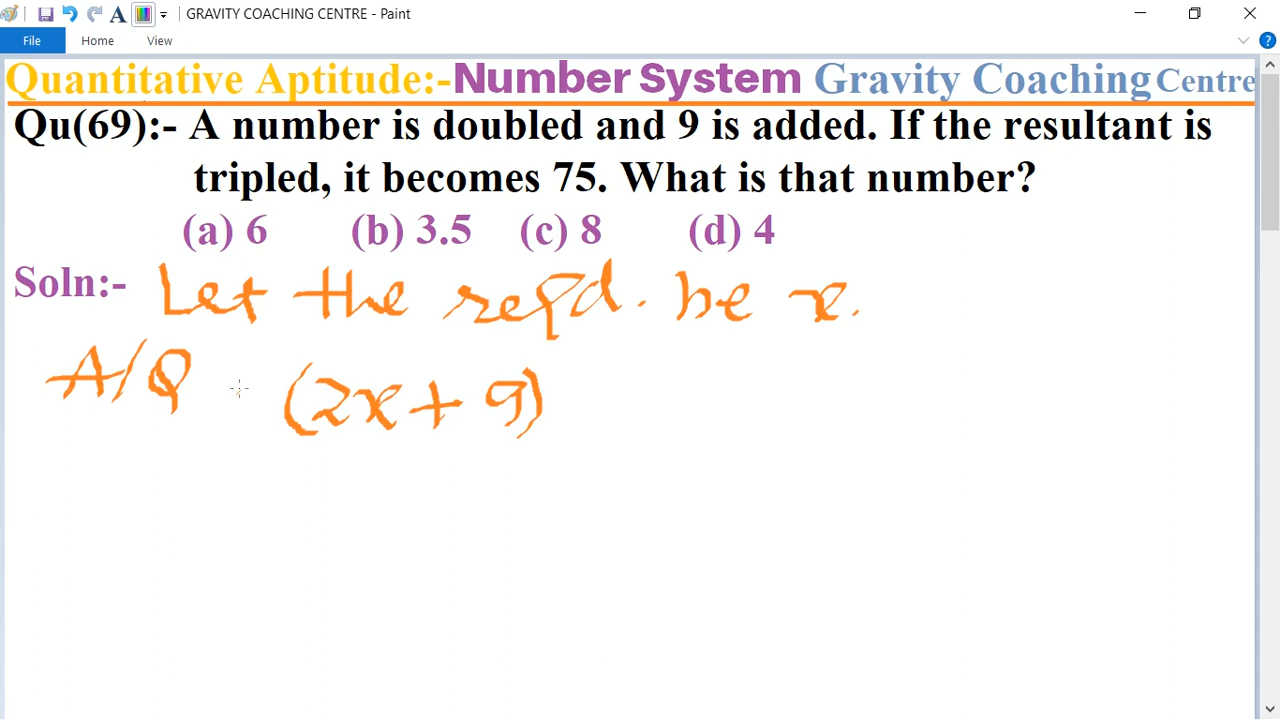 GRAVITY COACHING CENTRE - Paint
File Home View
Quantitative Aptitude:-Number System Gravity Coaching Centre
Qu(69):- A number is doubled and 9 is added. If the resultant is
tripled, it becomes 75. What is that number?
(a) 6 (b) 3.5 (c) 8 (d) 4
Soln:- Let the reqd. be x.
A/Q (2x + 9)